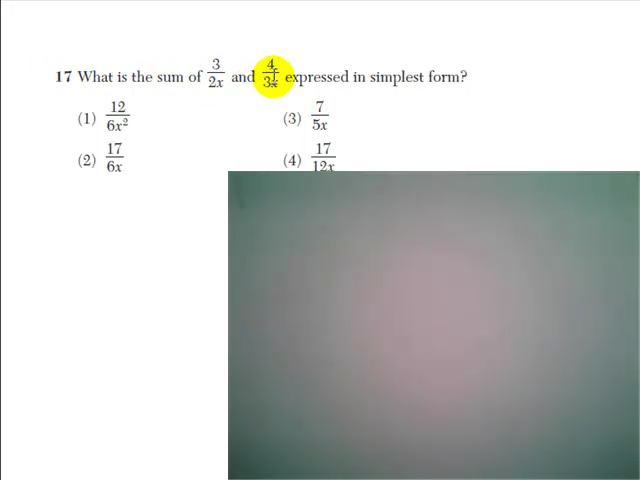 17 What is the sum of 3/2x and 4/3x expressed in simplest form?
(1) 12/6x² (3) 7/5x
(2) 17/6x (4) 17/12x